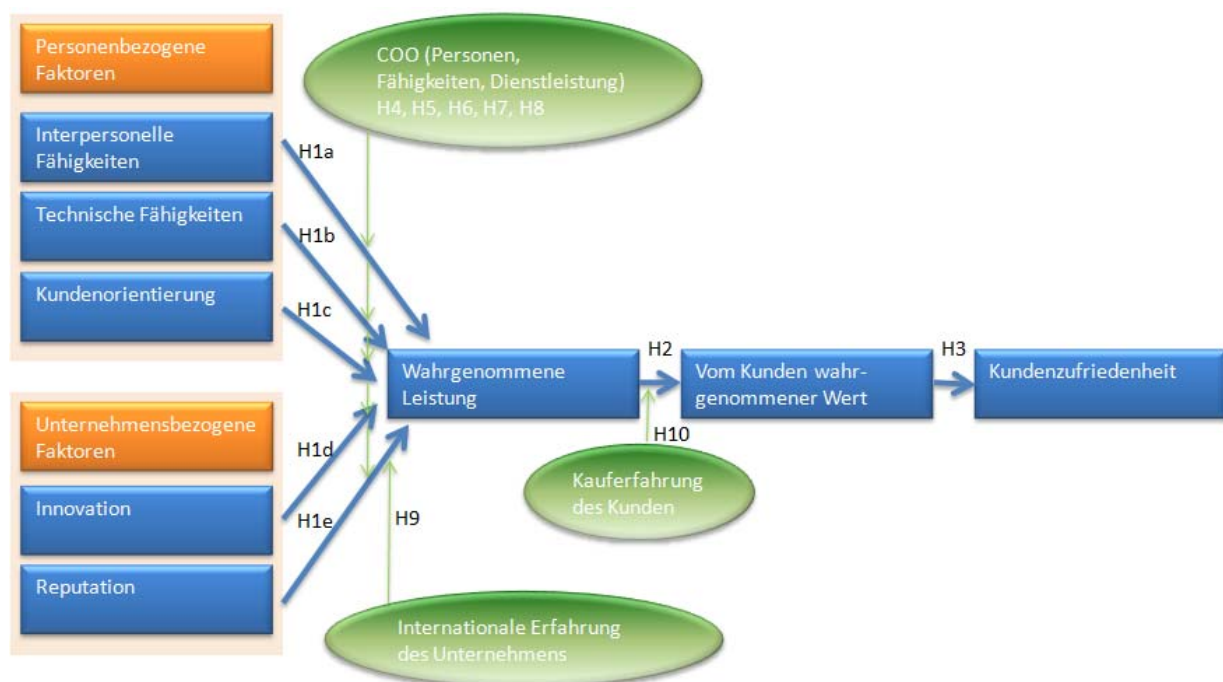 Personenbezogene
Faktoren
Interpersonelle
Fähigkeiten
Technische Fähigkeiten
Kundenorientierung
Unternehmensbezogene
Faktoren
Innovation
Reputation
COO (Personen,
Fähigkeiten, Dienstleistung)
H4, H5, H6, H7, H8
H1a
H1b
H1c
H1d
H1e
H9
Wahrgenommene
Leistung
H2
Vom Kunden wahr-
genommener Wert
H3
Kundenzufriedenheit
H10
Kauferfahrung
des Kunden
Internationale Erfahrung
des Unternehmens